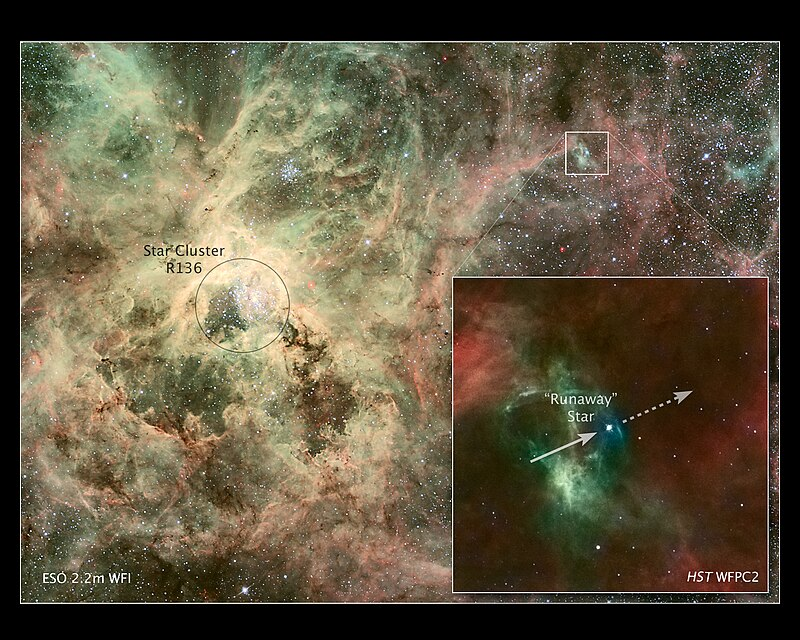 Star Cluster
R136
“Runaway”
Star
ESO 2.2m WFI
HST WFPC2